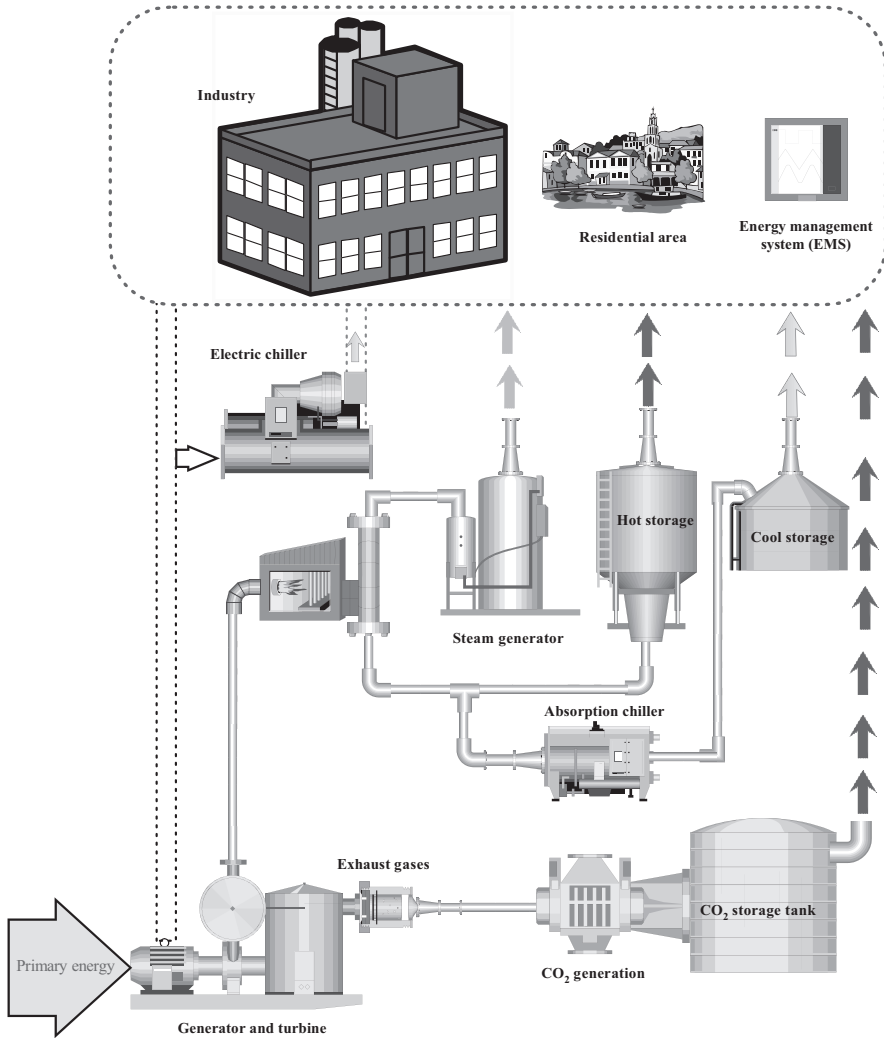 Industry
Residential area
Energy management
system (EMS)
Electric chiller
Hot storage
Cool storage
Steam generator
Absorption chiller
Exhaust gases
CO₂ storage tank
Primary energy
CO₂ generation
Generator and turbine